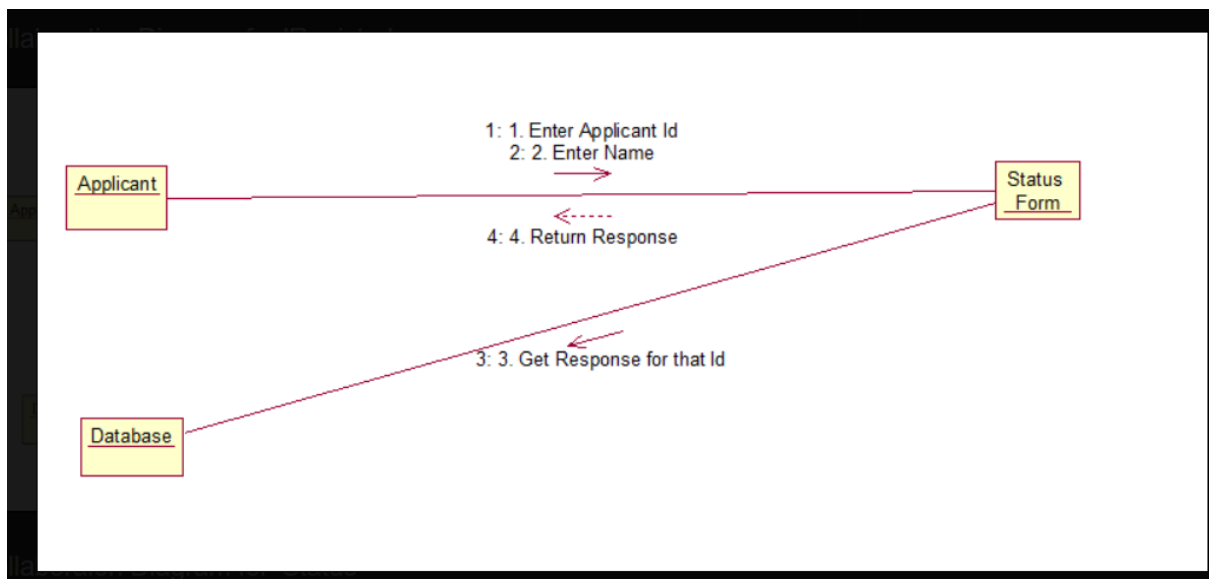 1: 1. Enter Applicant Id
2: 2. Enter Name
Applicant
Status
Form
4: 4. Return Response
3: 3. Get Response for that Id
Database